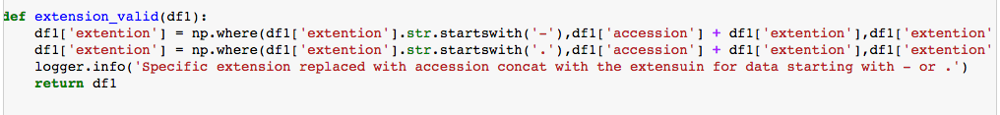 def extension_valid(df1):
    df1['extention'] = np.where(df1['extention'].str.startswith('-'),df1['accession'] + df1['extention'],df1['extention'
    df1['extention'] = np.where(df1['extention'].str.startswith('.'),df1['accession'] + df1['extention'],df1['extention'
    logger.info('Specific extension replaced with accession concat with the extensuin for data starting with - or .')
    return df1